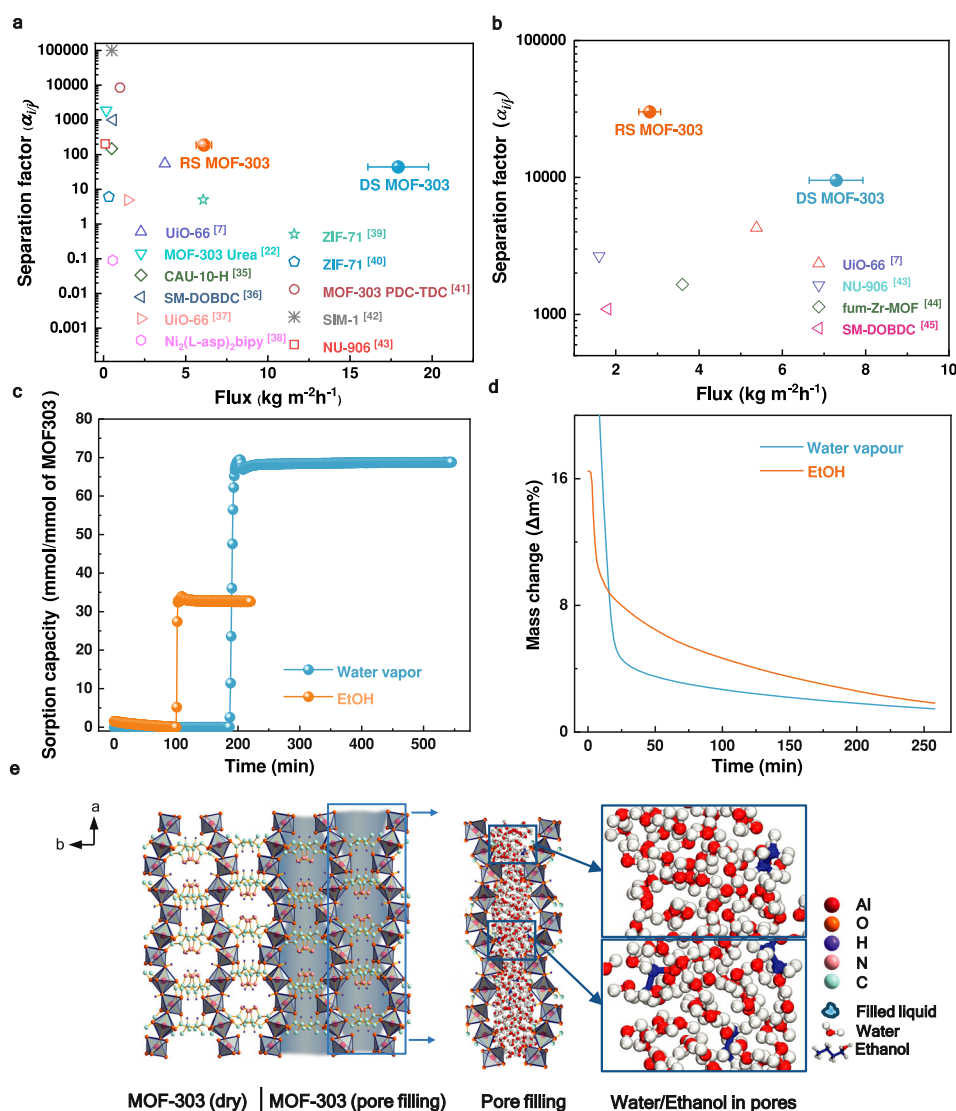 a
Separation factor (αi/j)
100000
10000
1000
100
10
1
0.1
0.01
0.001
RS MOF-303
DS MOF-303
UiO-66 [7]
MOF-303 Urea [22]
CAU-10-H [35]
SM-DOBDC [36]
UiO-66 [37]
Ni2(L-asp)2bipy [38]
ZIF-71 [39]
ZIF-71 [40]
MOF-303 PDC-TDC [41]
SIM-1 [42]
NU-906 [43]
0 5 10 15 20
Flux (kg m-2h-1)
b
Separation factor (αi/j)
100000
10000
1000
RS MOF-303
DS MOF-303
UiO-66 [7]
NU-906 [43]
fum-Zr-MOF [44]
SM-DOBDC [45]
2 4 6 8 10
Flux (kg m-2h-1)
c
Sorption capacity (mmol/mmol of MOF303)
80
70
60
50
40
30
20
10
0
Water vapor
EtOH
0 100 200 300 400 500
Time (min)
d
Mass change (Δm%)
16
8
0
Water vapour
EtOH
0 50 100 150 200 250
Time (min)
e
a
b
Al
O
H
N
C
Filled liquid
Water
Ethanol
MOF-303 (dry) | MOF-303 (pore filling)
Pore filling
Water/Ethanol in pores